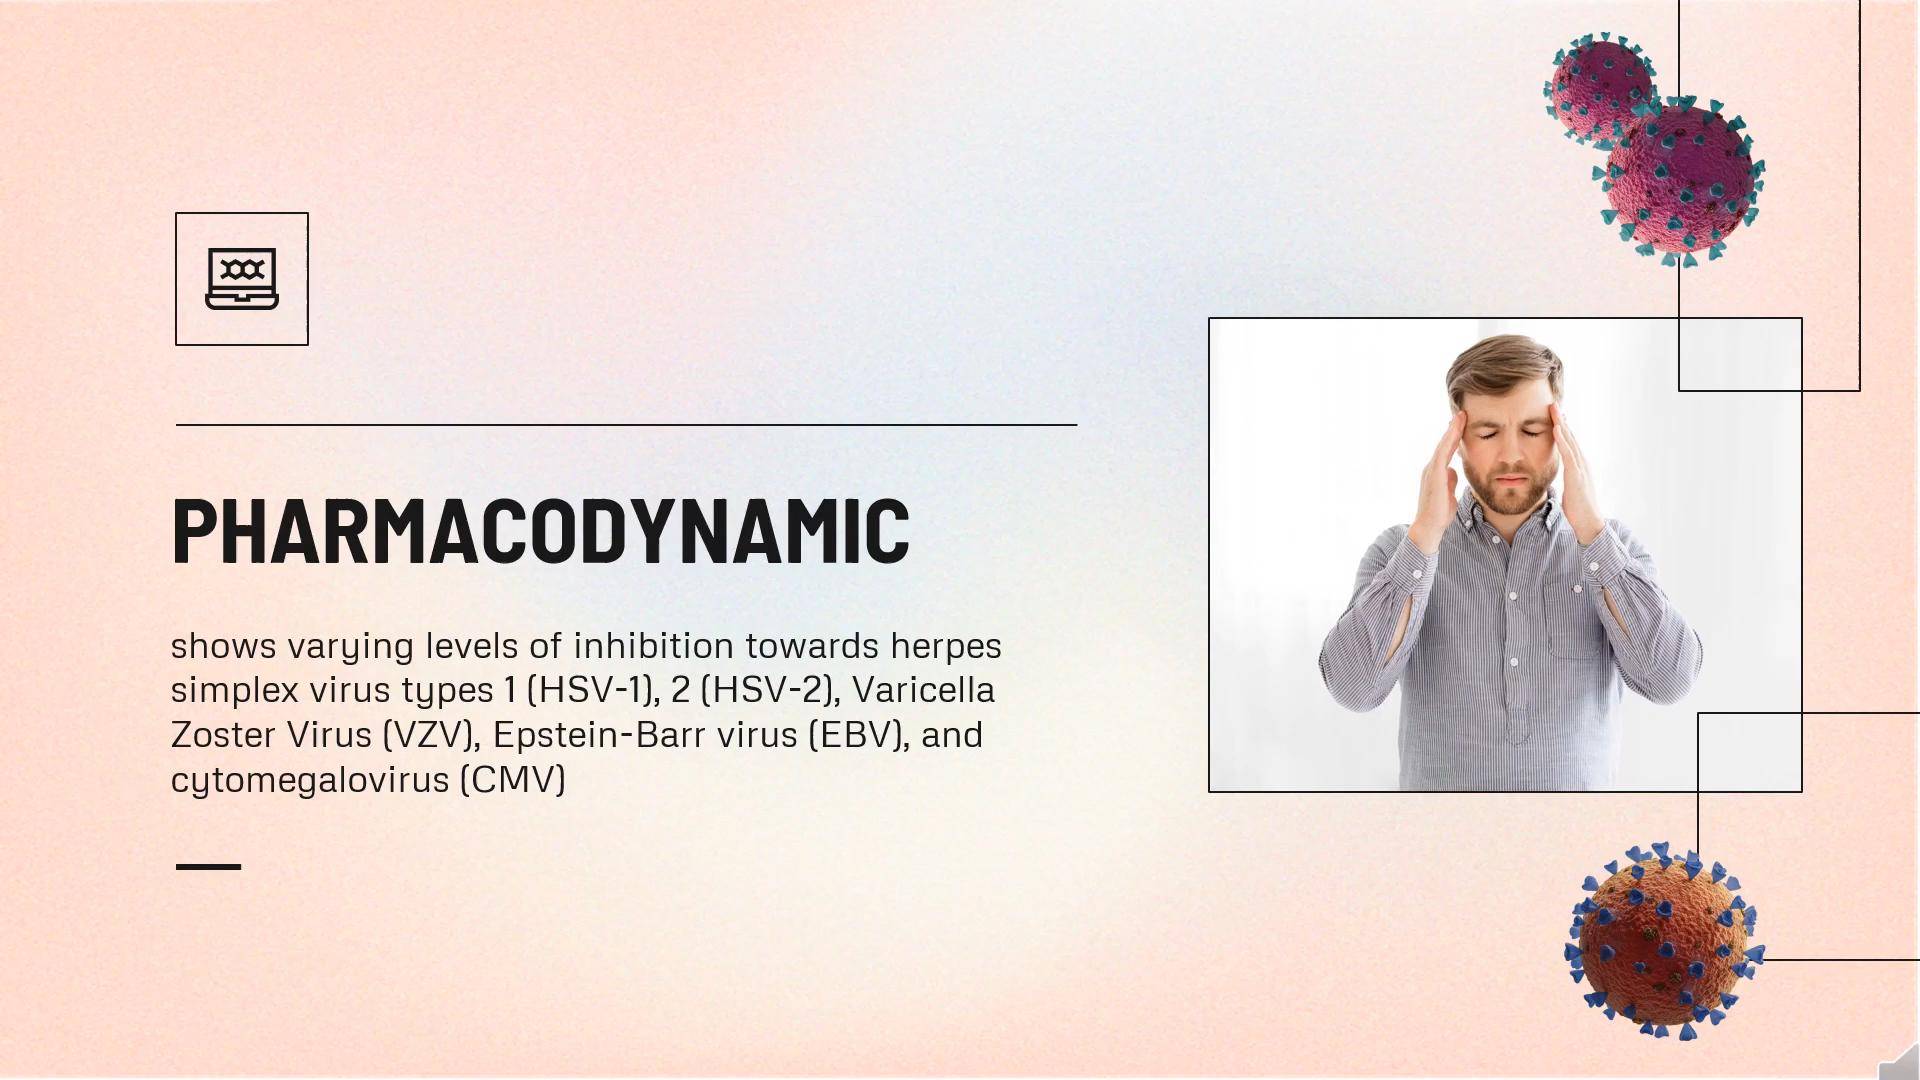 PHARMACODYNAMIC
shows varying levels of inhibition towards herpes
simplex virus types 1 (HSV-1), 2 (HSV-2), Varicella
Zoster Virus (VZV), Epstein-Barr virus (EBV), and
cytomegalovirus (CMV)